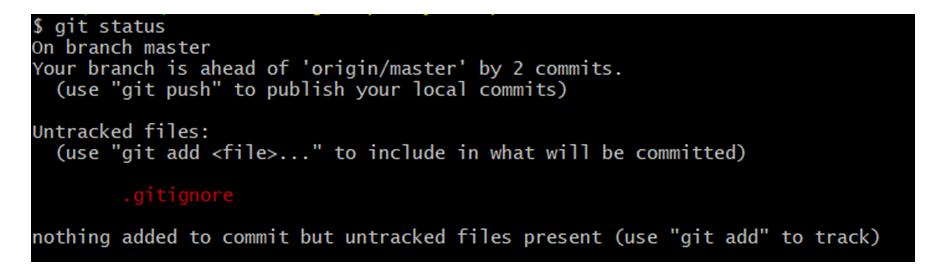 $ git status
On branch master
Your branch is ahead of 'origin/master' by 2 commits.
(use "git push" to publish your local commits)
Untracked files:
(use "git add <file>..." to include in what will be committed)
.gitignore
nothing added to commit but untracked files present (use "git add" to track)